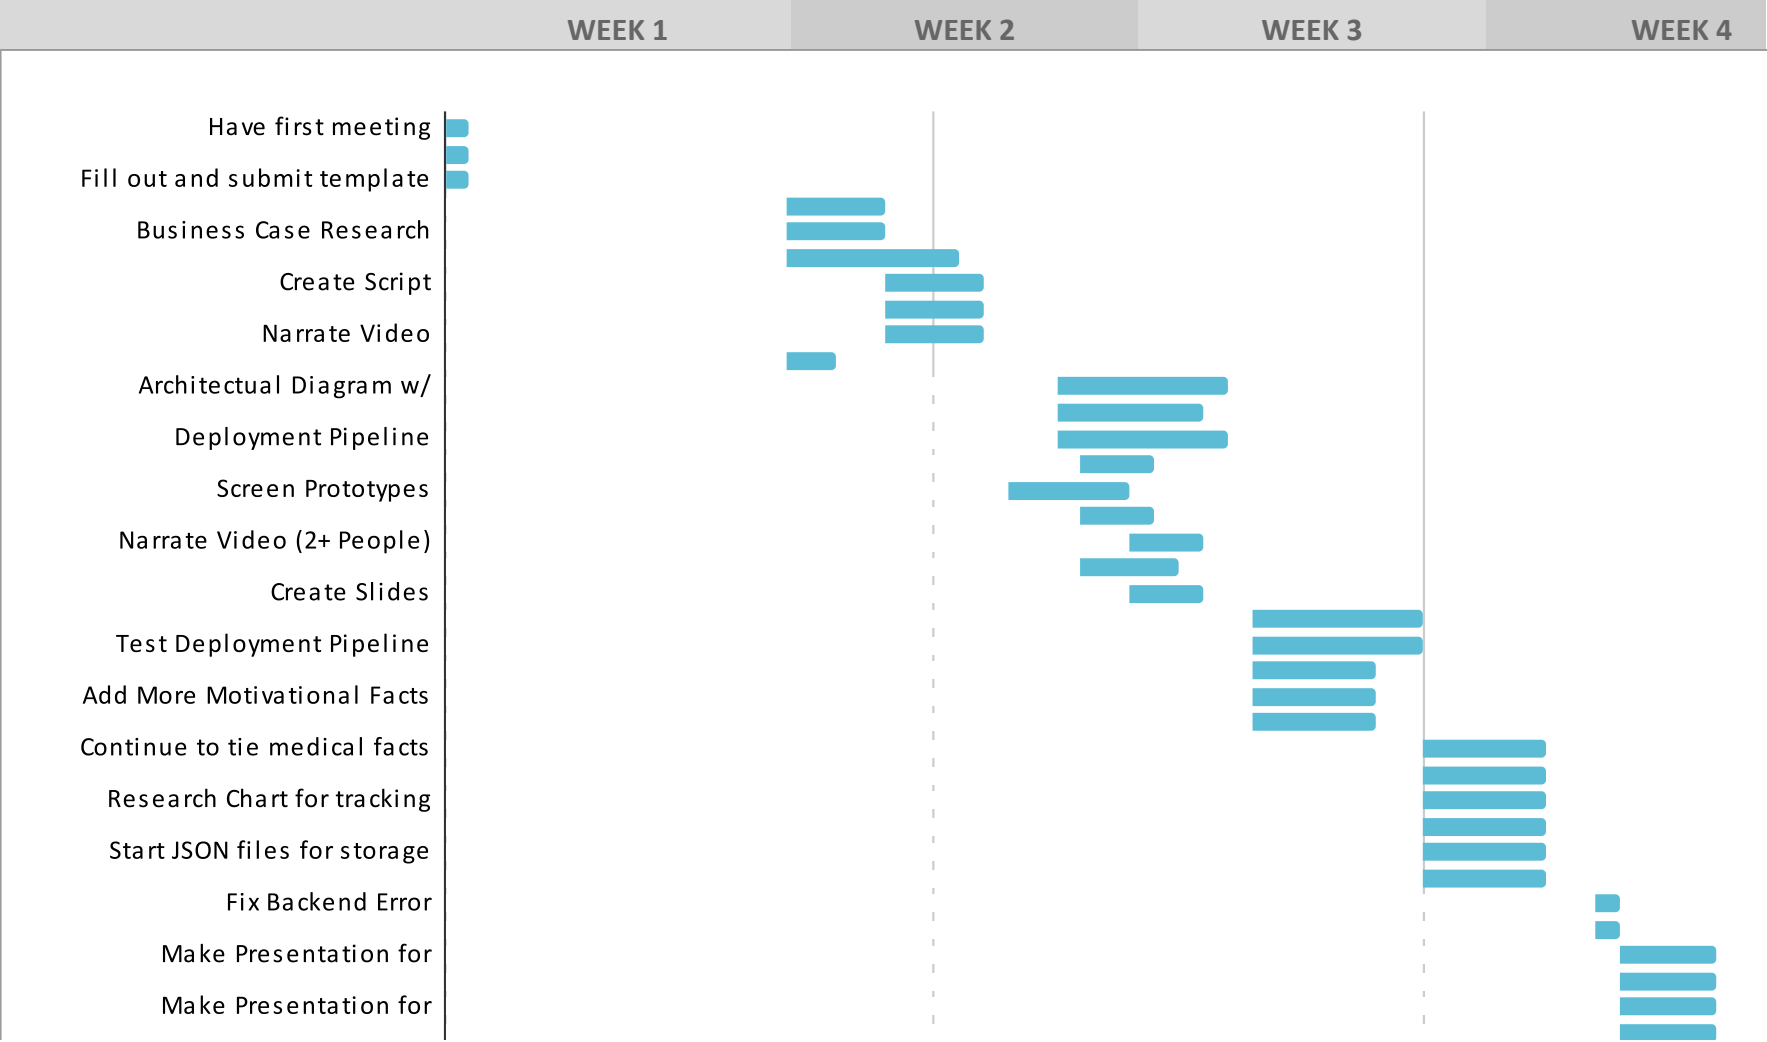 WEEK 1 WEEK 2 WEEK 3 WEEK 4
Have first meeting
Fill out and submit template
Business Case Research
Create Script
Narrate Video
Architectual Diagram w/
Deployment Pipeline
Screen Prototypes
Narrate Video (2+ People)
Create Slides
Test Deployment Pipeline
Add More Motivational Facts
Continue to tie medical facts
Research Chart for tracking
Start JSON files for storage
Fix Backend Error
Make Presentation for
Make Presentation for